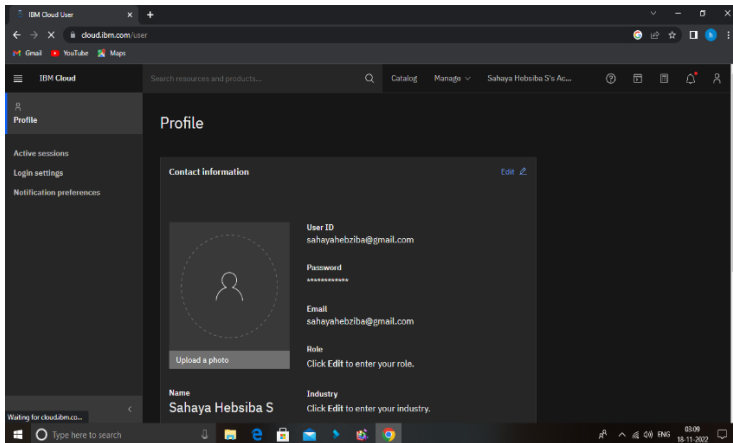 IBM Cloud User
cloud.ibm.com/user
Gmail YouTube Maps
IBM Cloud
Search resources and products...
Catalog Manage Sahaya Hebsiba S's Ac...
Profile
Active sessions
Login settings
Notification preferences
Profile
Contact information
Edit
User ID
sahayahebziba@gmail.com
Password
************
Email
sahayahebziba@gmail.com
Role
Click Edit to enter your role.
Upload a photo
Name
Sahaya Hebsiba S
Industry
Click Edit to enter your industry.
Waiting for cloud.ibm.co...
Type here to search
ENG
03:09
18-11-2022